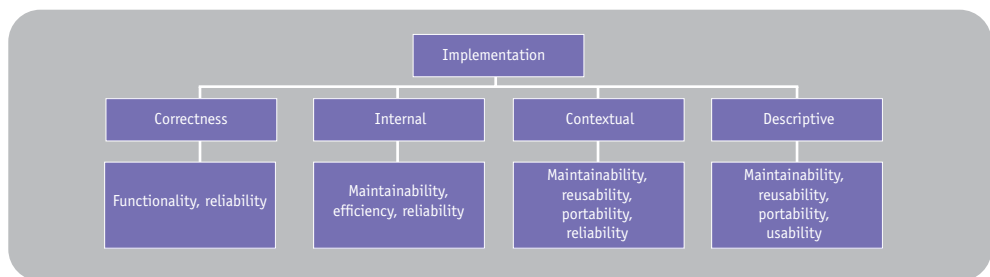 Implementation
Correctness
Internal
Contextual
Descriptive
Functionality, reliability
Maintainability,
efficiency, reliability
Maintainability,
reusability,
portability,
reliability
Maintainability,
reusability,
portability,
usability